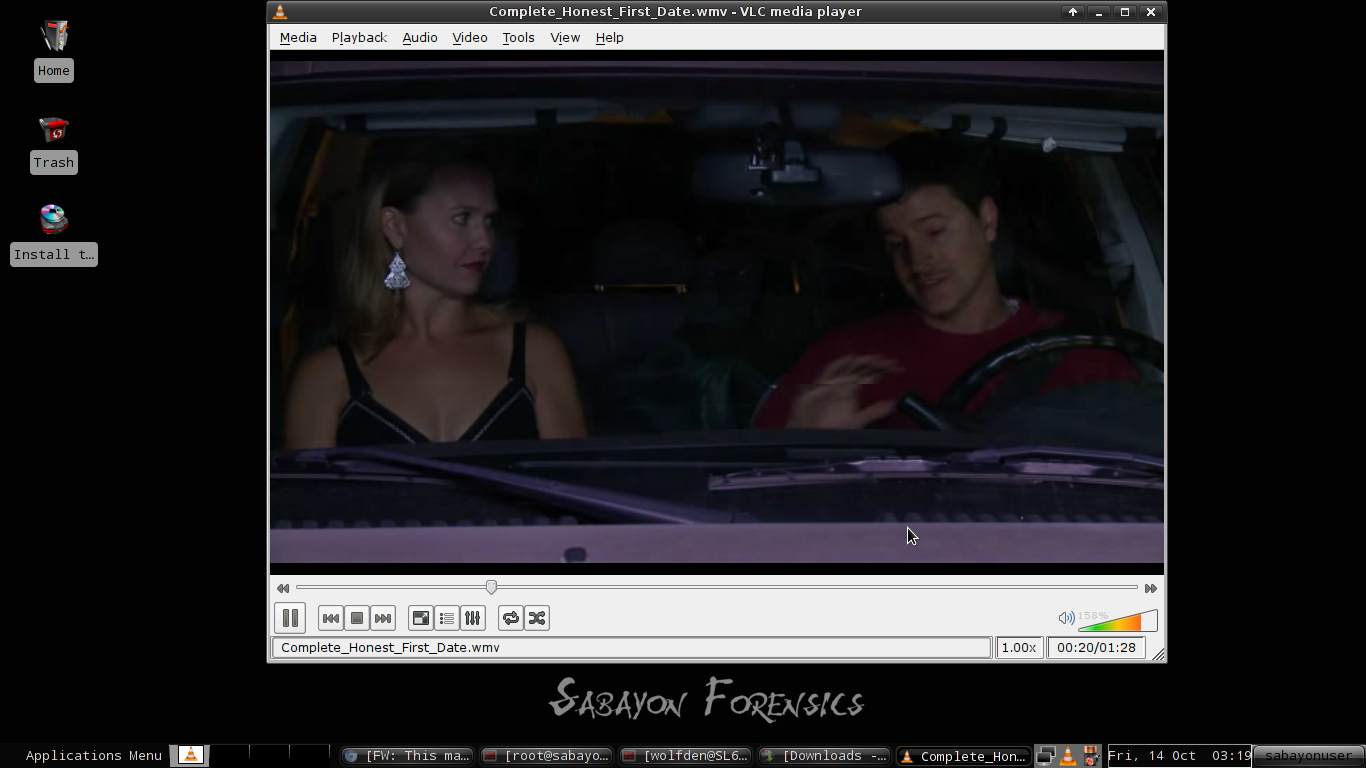 Complete_Honest_First_Date.wmv - VLC media player
Media Playback Audio Video Tools View Help
Home
Trash
Install t…
158%
Complete_Honest_First_Date.wmv
1.00x
00:20/01:28
Sabayon Forensics
Applications Menu
[FW: This ma...
[root@sabayo...
[wolfden@SL6...
[Downloads -...
Complete_Hon...
Fri, 14 Oct 03:19
sabayonuser